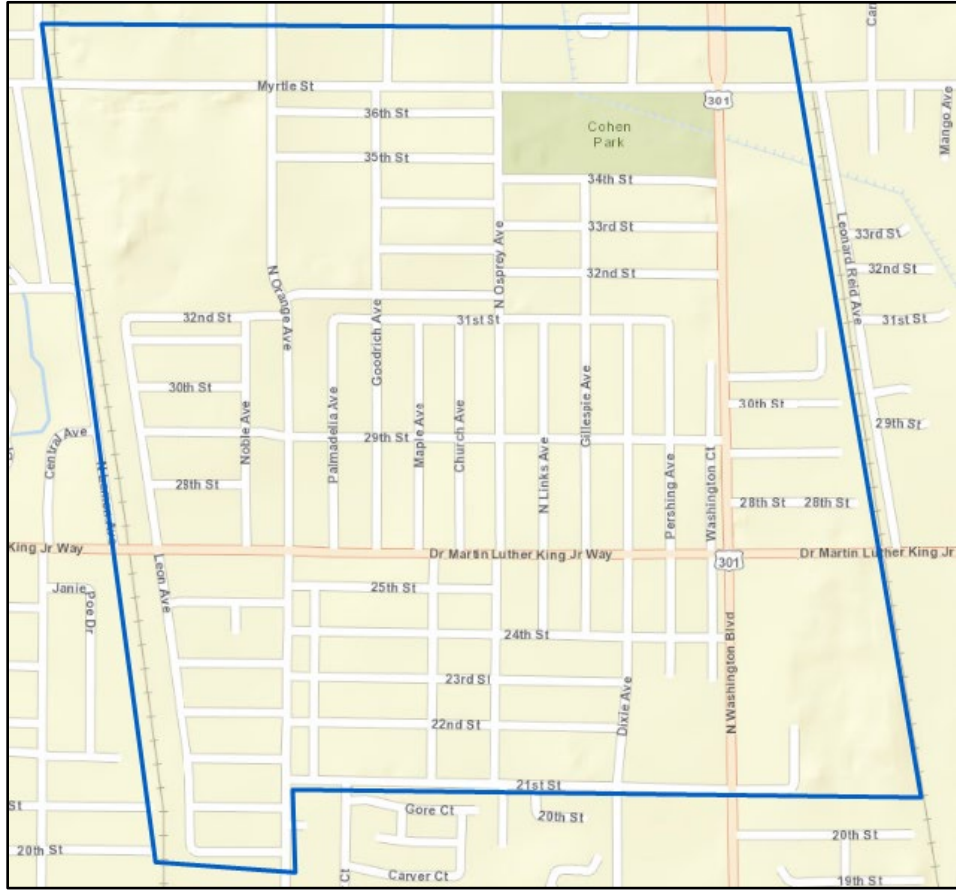 Can
Myrtle St
301
Mango Ave
36th St
Cohen
Park
35th St
34th St
Leonard Reid Ave
33rd St
33rd St
N Osprey Ave
N Orange Ave
32nd St
32nd St
32nd St
31st St
31st St
Goodrich Ave
Palmadelia Ave
Maple Ave
Church Ave
N Links Ave
Gillespie Ave
30th St
30th St
Noble Ave
29th St
29th St
Central Ave
N Lemon Ave
Pershing Ave
Washington Ct
28th St
28th St
28th St
King Jr Way
Dr Martin Luther King Jr Way
301
Dr Martin Luther King Jr
Leon Ave
Janie
Poe Dr
25th St
24th St
23rd St
22nd St
Dixie Ave
N Washington Blvd
21st St
St
Gore Ct
20th St
20th St
20th St
Ct
Carver Ct
19th St